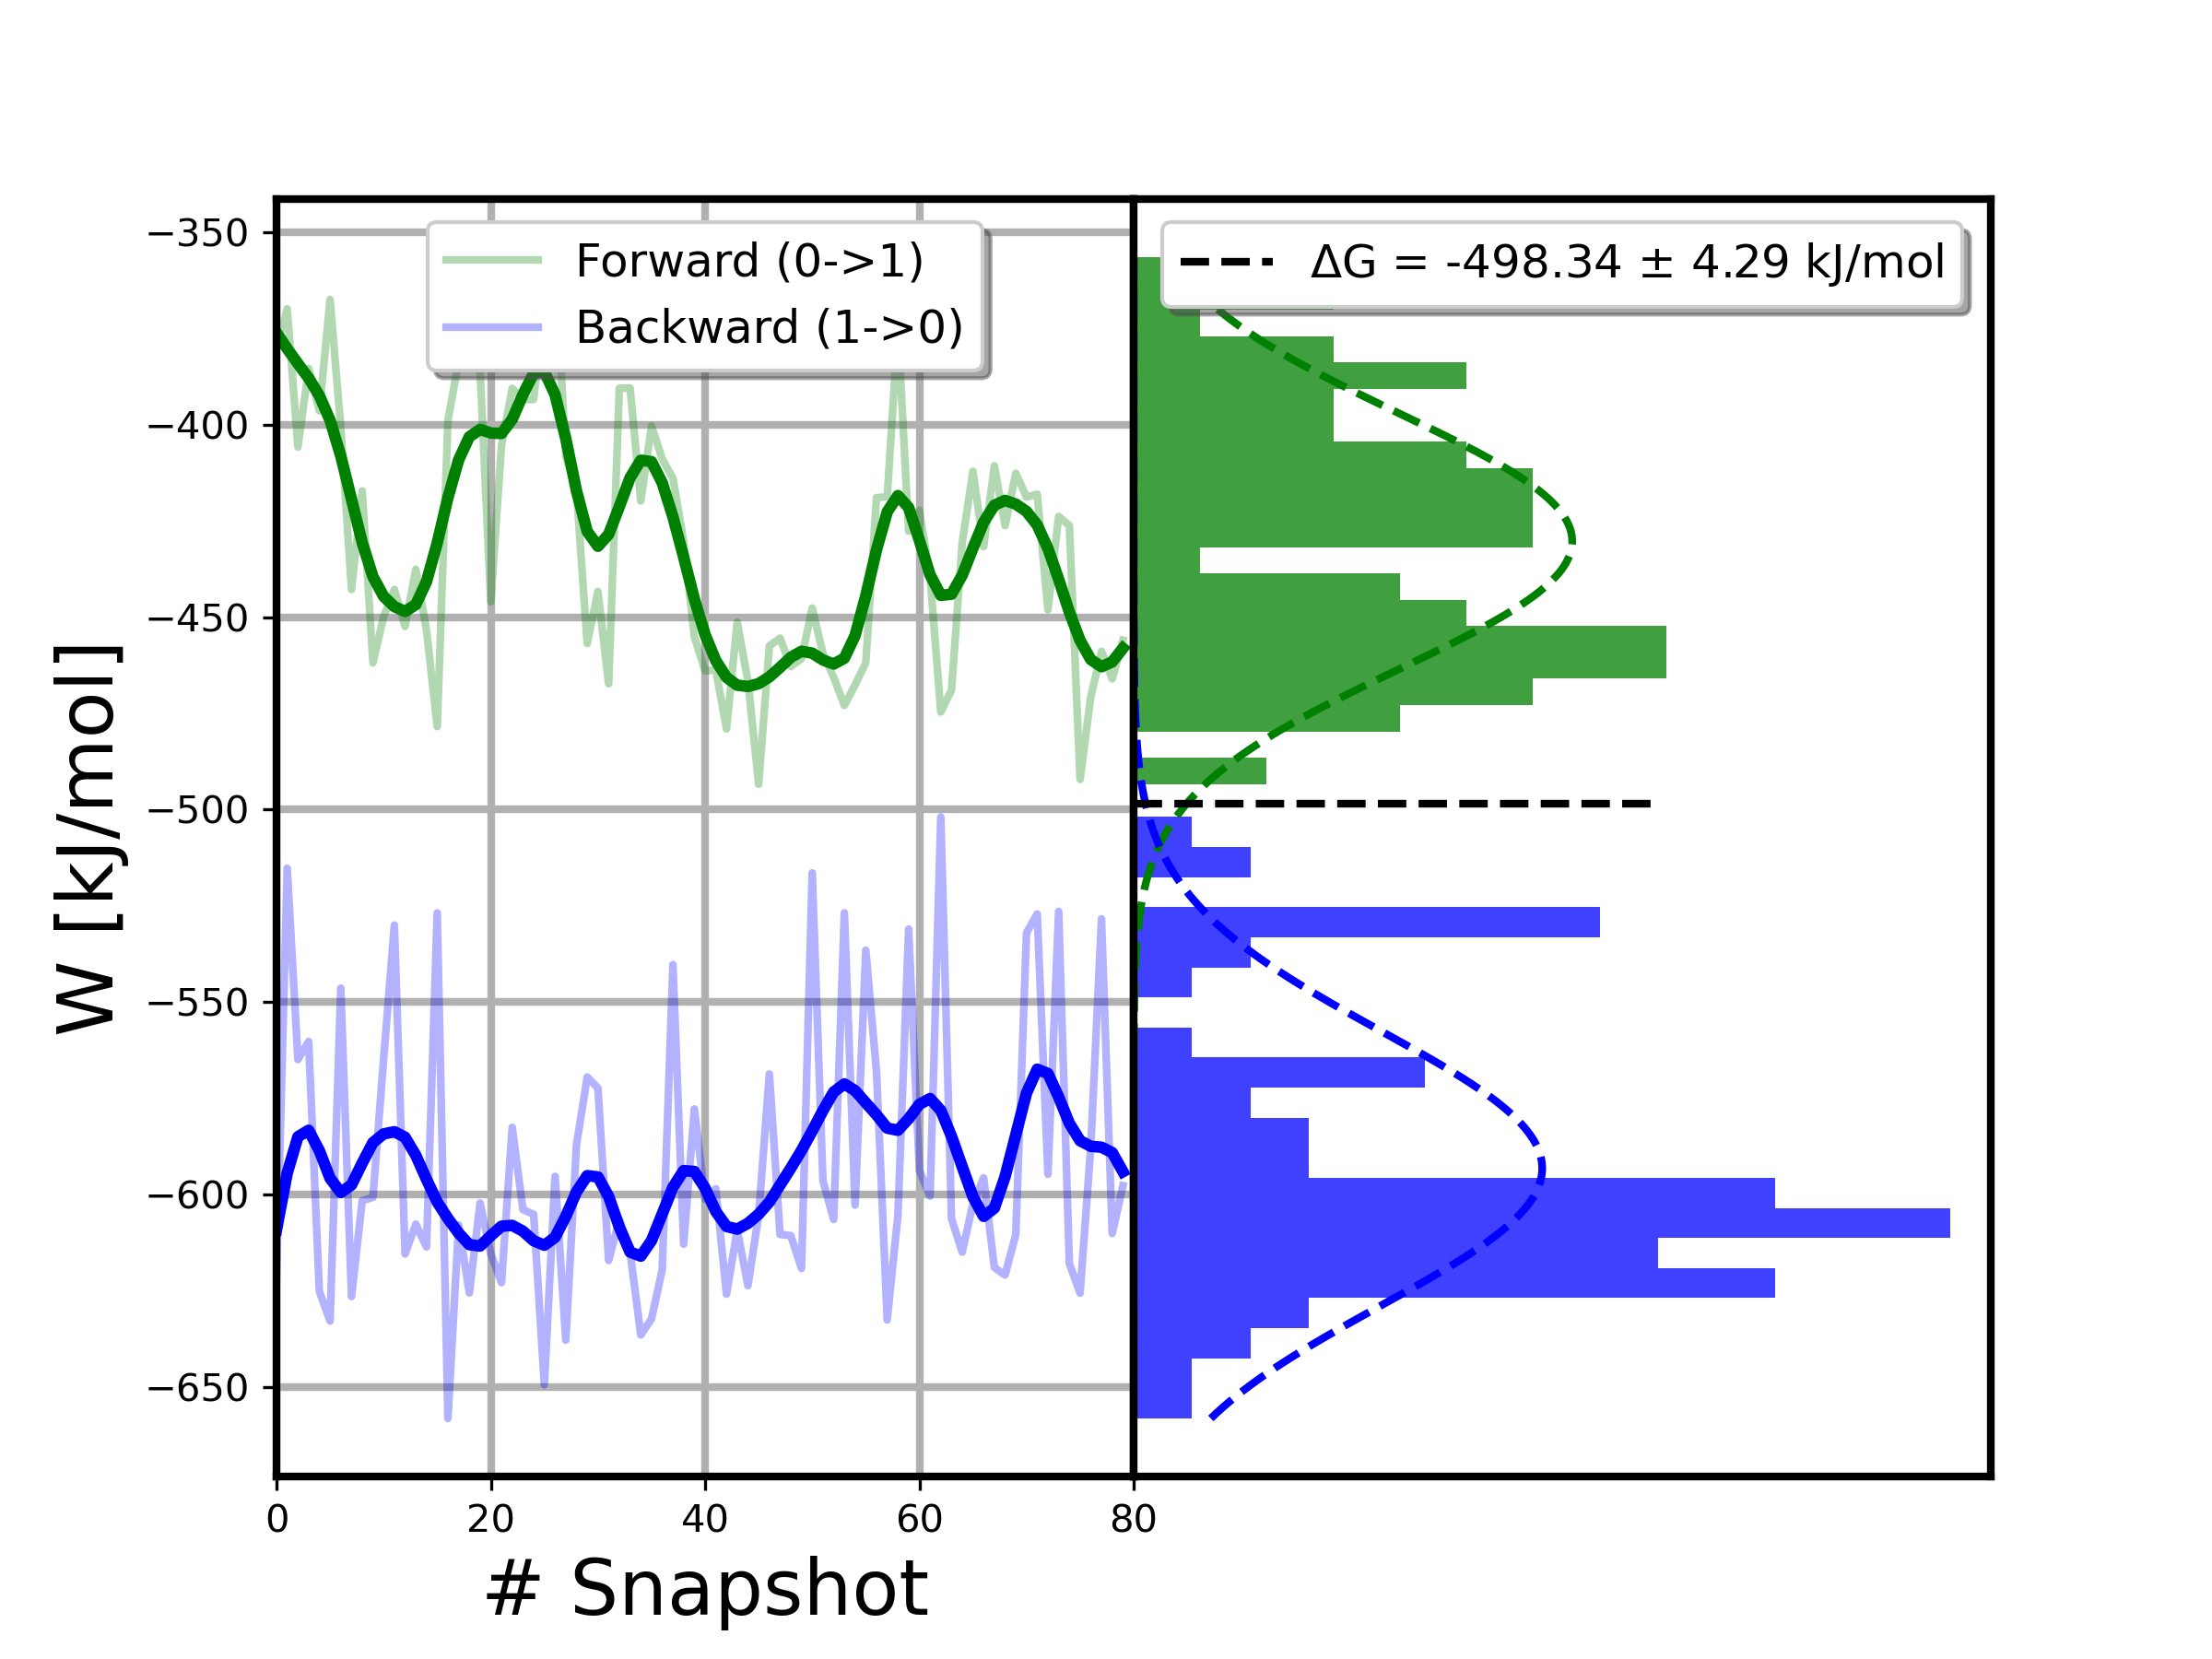 Forward (0->1)
Backward (1->0)
ΔG = -498.34 ± 4.29 kJ/mol
W [kJ/mol]
−350
−400
−450
−500
−550
−600
−650
0 20 40 60 80
# Snapshot